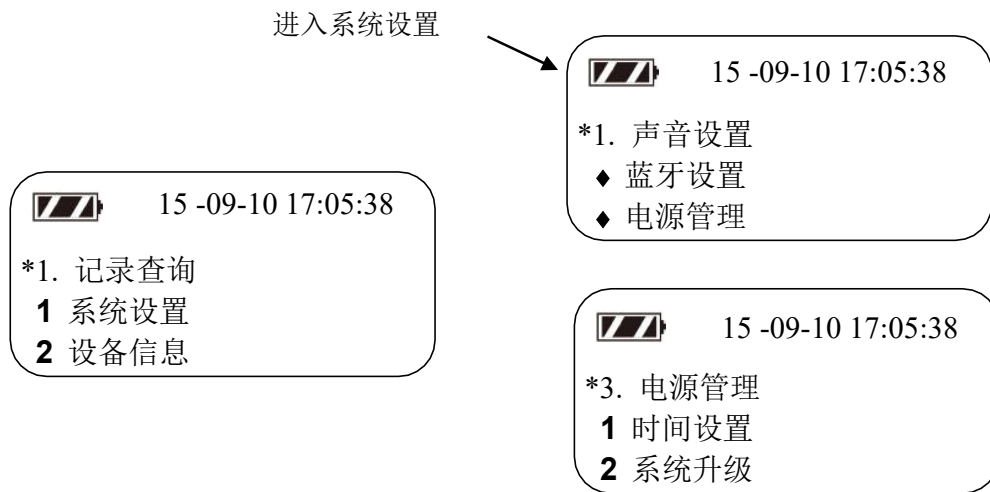 进入系统设置
15 -09-10 17:05:38
*1. 声音设置
♦ 蓝牙设置
♦ 电源管理
15 -09-10 17:05:38
*1. 记录查询
1 系统设置
2 设备信息
15 -09-10 17:05:38
*3. 电源管理
1 时间设置
2 系统升级